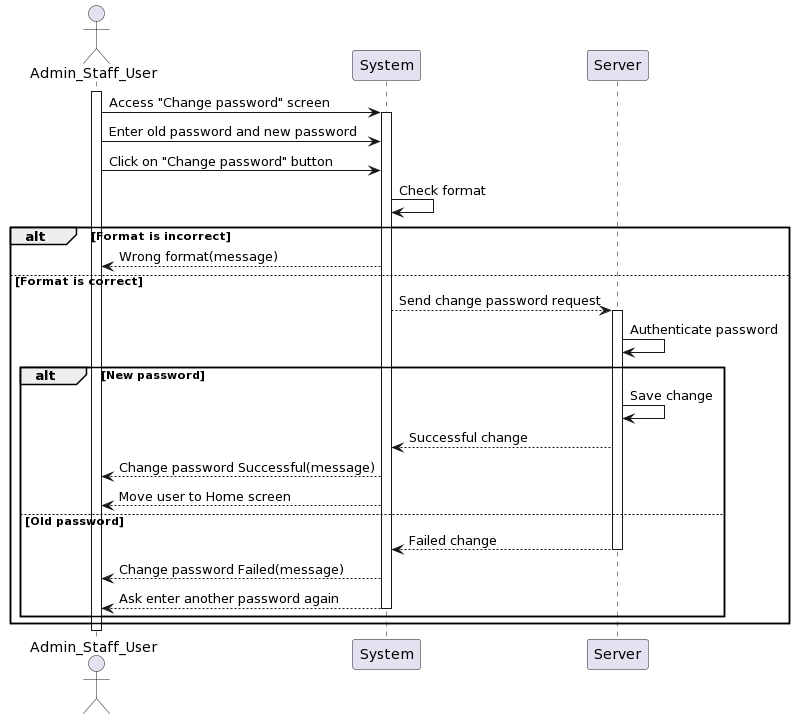 Admin_Staff_User
System
Server
Access "Change password" screen
Enter old password and new password
Click on "Change password" button
Check format
alt
[Format is incorrect]
Wrong format(message)
[Format is correct]
Send change password request
Authenticate password
alt
[New password]
Save change
Successful change
Change password Successful(message)
Move user to Home screen
[Old password]
Failed change
Change password Failed(message)
Ask enter another password again
Admin_Staff_User
System
Server